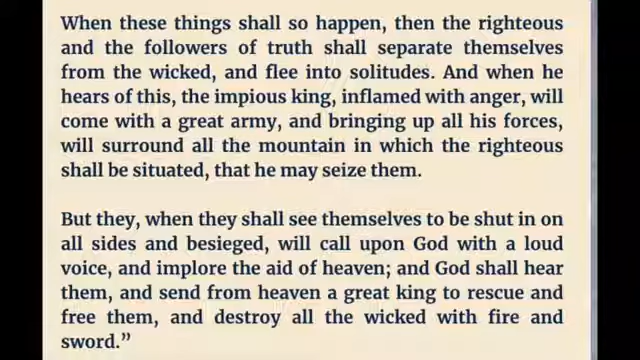 When these things shall so happen, then the righteous
and the followers of truth shall separate themselves
from the wicked, and flee into solitudes. And when he
hears of this, the impious king, inflamed with anger, will
come with a great army, and bringing up all his forces,
will surround all the mountain in which the righteous
shall be situated, that he may seize them.
But they, when they shall see themselves to be shut in on
all sides and besieged, will call upon God with a loud
voice, and implore the aid of heaven; and God shall hear
them, and send from heaven a great king to rescue and
free them, and destroy all the wicked with fire and
sword.”